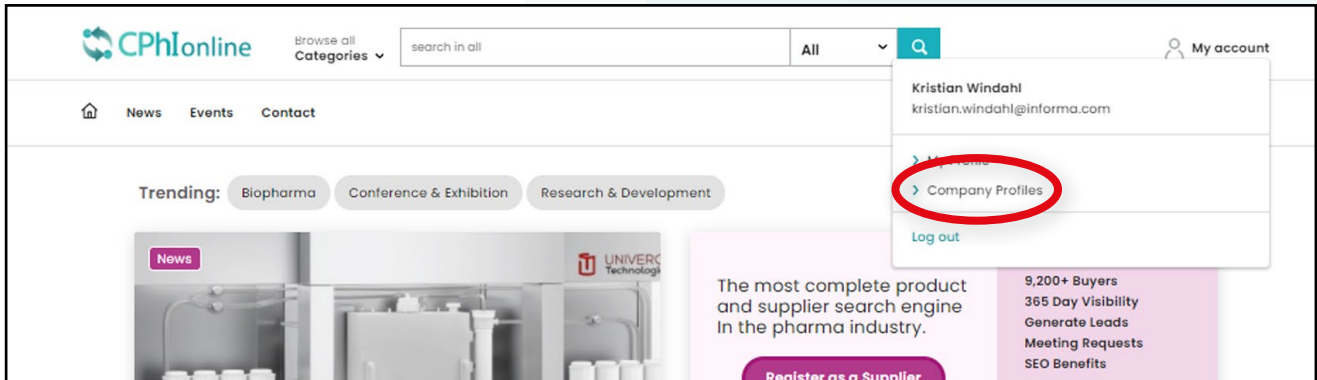 CPhIonline
Browse all
Categories
search in all
All
My account
Kristian Windahl
kristian.windahl@informa.com
News Events Contact
My Profile
Company Profiles
Log out
Trending: Biopharma Conference & Exhibition Research & Development
News
Technologi
The most complete product
and supplier search engine
In the pharma industry.
Register as a Supplier
9,200+ Buyers
365 Day Visibility
Generate Leads
Meeting Requests
SEO Benefits